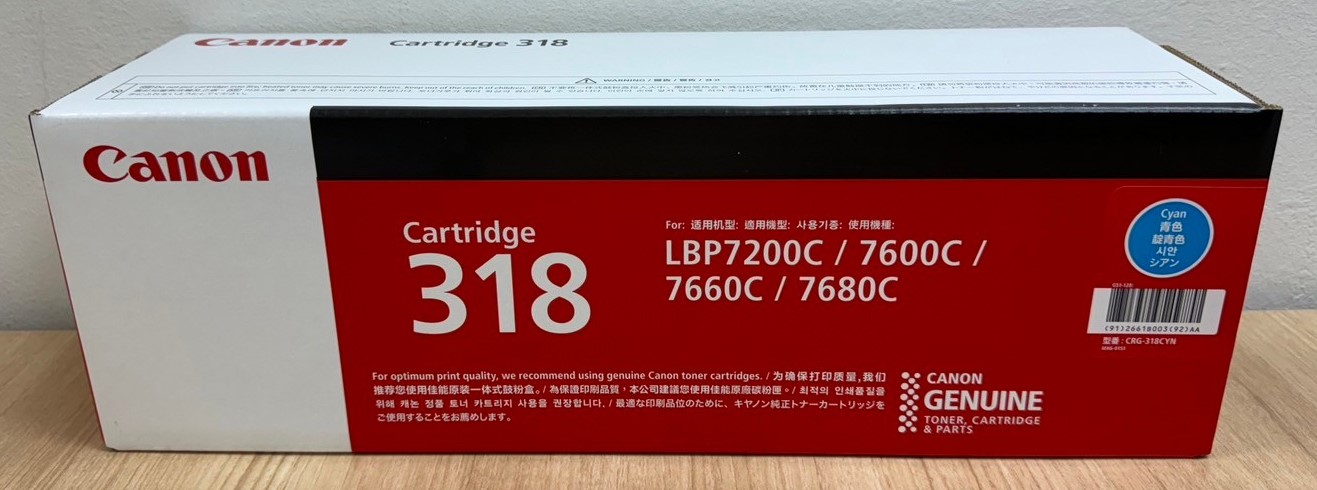 Canon Cartridge 318
WARNING / 警告 / 警告 / 경고
Canon
Cartridge
318
For: 适用机型: 適用機型: 사용기종: 使用機種:
LBP7200C / 7600C /
7660C / 7680C
Cyan
青色
靛青色
시안
シアン
(91)2661B003(92)AA
型番 : CRG-318CYN
For optimum print quality, we recommend using genuine Canon toner cartridges. / 为确保打印质量,我们
推荐您使用佳能原装一体式鼓粉盒。/ 為保證印刷品質，本公司建議您使用佳能原廠碳粉匣。/ 최적의 인쇄품질을
위해 캐논 정품 토너 카트리지 사용을 권장합니다. / 最適な印刷品位のために、キヤノン純正トナーカートリッジを
ご使用することをお薦めします。
CANON
GENUINE
TONER, CARTRIDGE
& PARTS